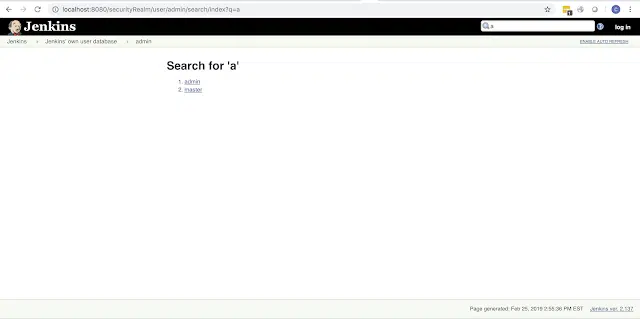 localhost:8080/securityRealm/user/admin/search/index?q=a
Jenkins
a
log in
Jenkins › Jenkins' own user database › admin
ENABLE AUTO REFRESH
Search for 'a'
1. admin
2. master
Page generated: Feb 25, 2019 2:55:36 PM EST Jenkins ver. 2.137